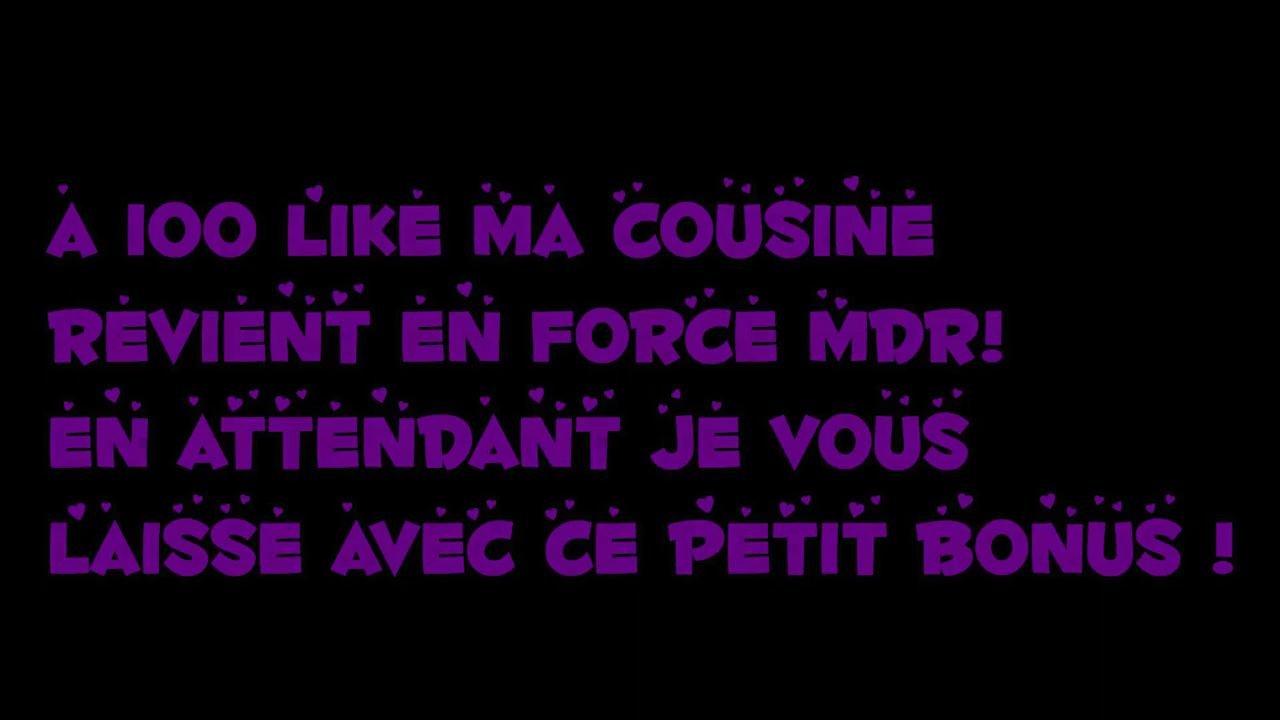 A 100 LIKE MA COUSINE
REVIENT EN FORCE MDR!
EN ATTENDANT JE VOUS
LAISSE AVEC CE PETIT BONUS !